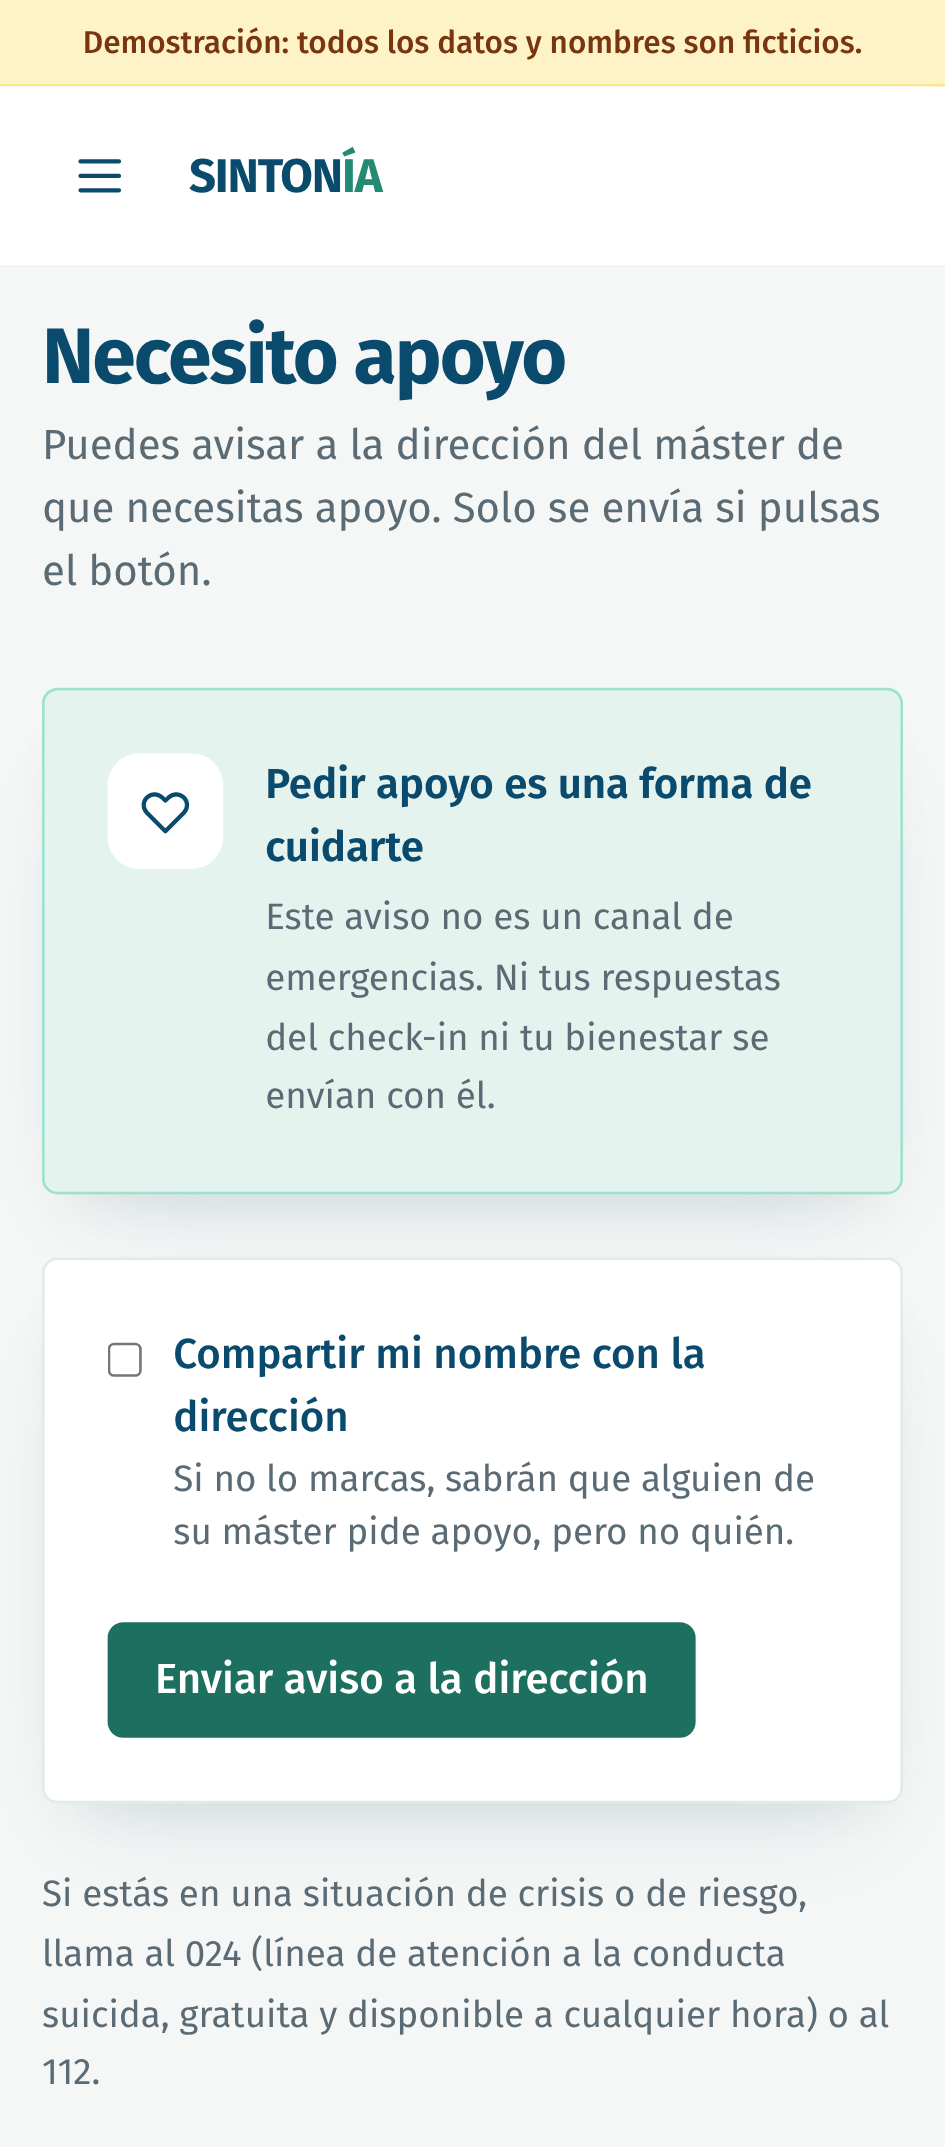 Demostración: todos los datos y nombres son ficticios.
SINTONÍA
Necesito apoyo
Puedes avisar a la dirección del máster de
que necesitas apoyo. Solo se envía si pulsas
el botón.
Pedir apoyo es una forma de
cuidarte
Este aviso no es un canal de
emergencias. Ni tus respuestas
del check-in ni tu bienestar se
envían con él.
Compartir mi nombre con la
dirección
Si no lo marcas, sabrán que alguien de
su máster pide apoyo, pero no quién.
Enviar aviso a la dirección
Si estás en una situación de crisis o de riesgo,
llama al 024 (línea de atención a la conducta
suicida, gratuita y disponible a cualquier hora) o al
112.